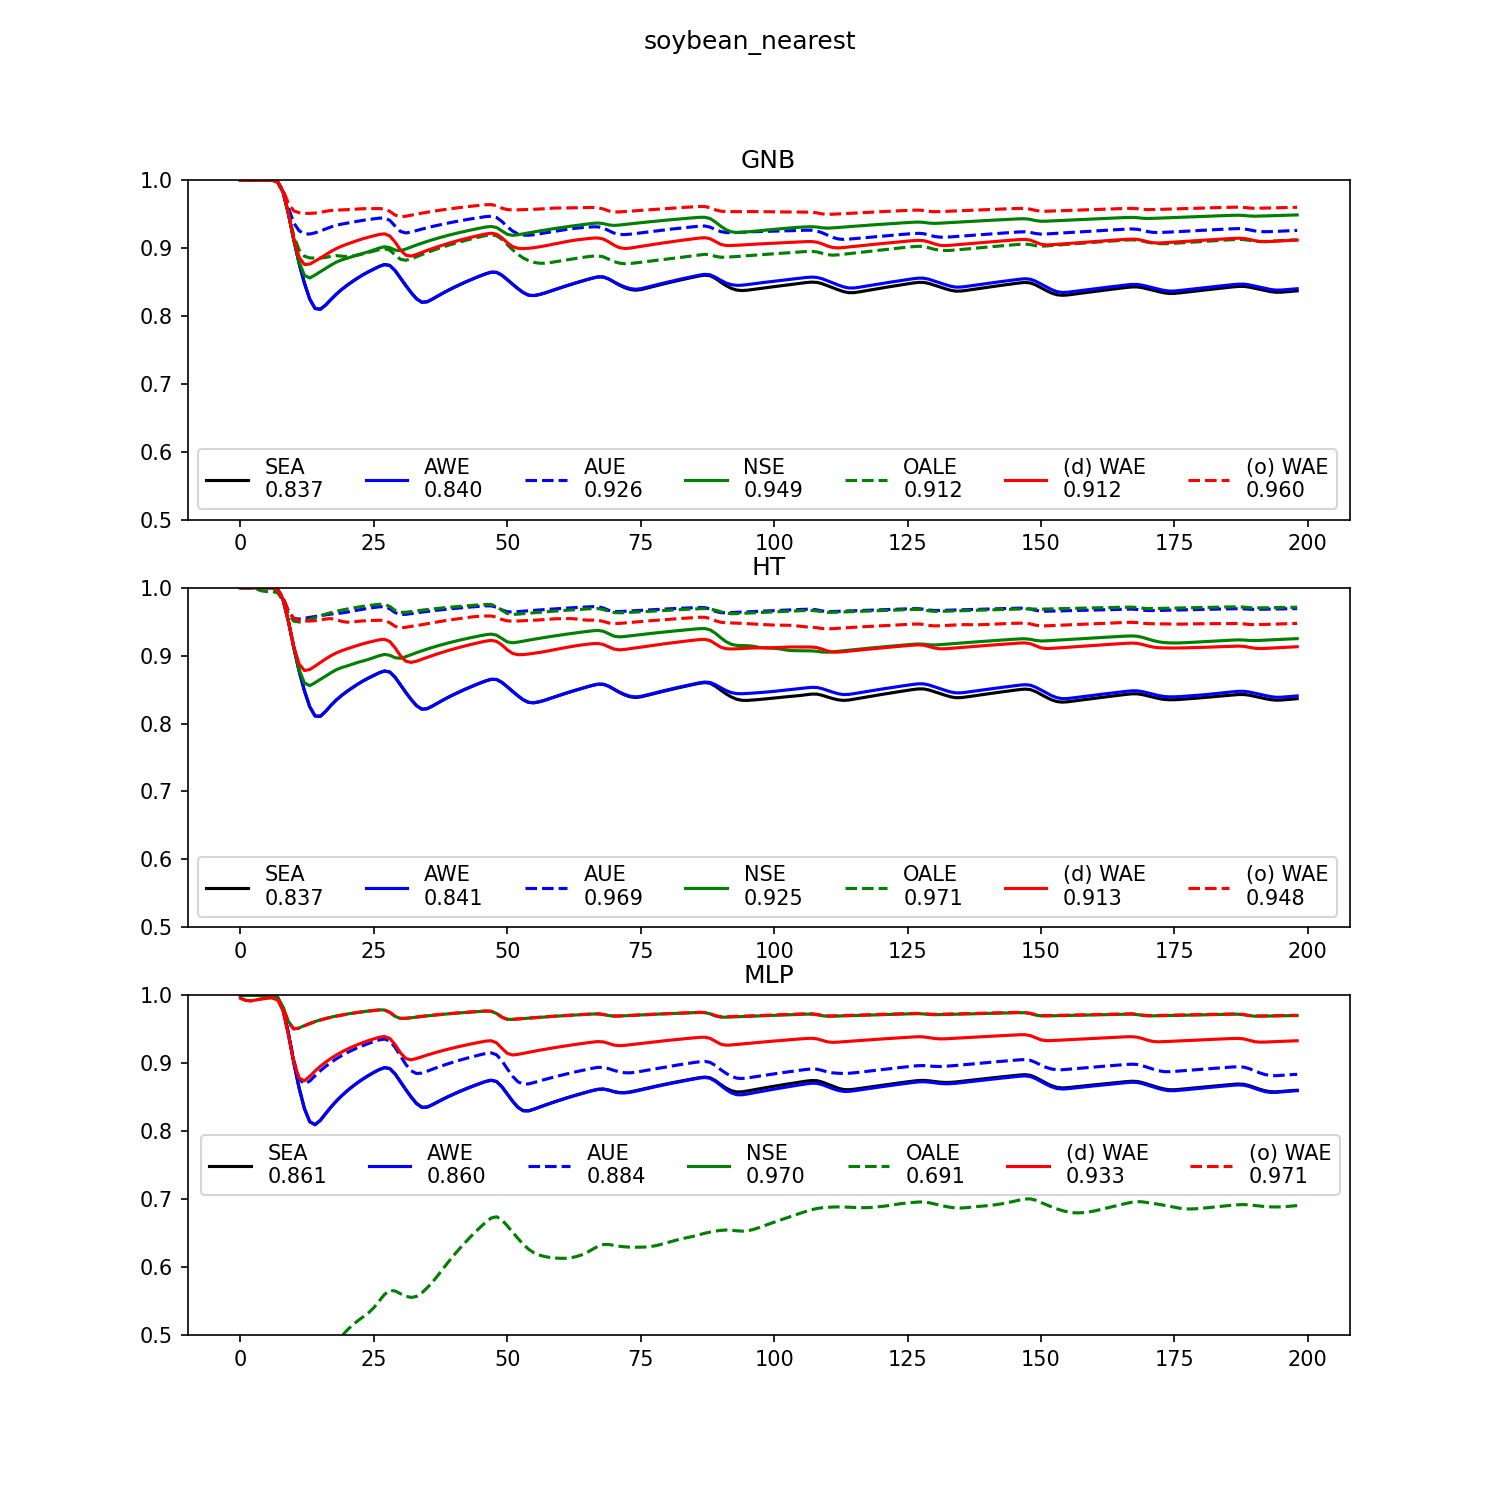 soybean_nearest
GNB
1.0
0.9
0.8
0.7
0.6
0.5
SEA AWE AUE NSE OALE (d) WAE (o) WAE
0.837 0.840 0.926 0.949 0.912 0.912 0.960
0 25 50 75 100 125 150 175 200
HT
1.0
0.9
0.8
0.7
0.6
0.5
SEA AWE AUE NSE OALE (d) WAE (o) WAE
0.837 0.841 0.969 0.925 0.971 0.913 0.948
0 25 50 75 100 125 150 175 200
MLP
1.0
0.9
0.8
SEA AWE AUE NSE OALE (d) WAE (o) WAE
0.861 0.860 0.884 0.970 0.691 0.933 0.971
0.7
0.6
0.5
0 25 50 75 100 125 150 175 200